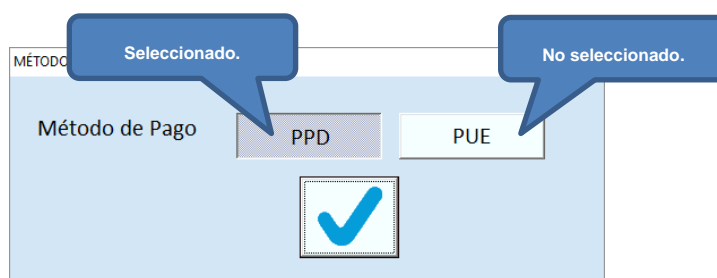 Seleccionado.
No seleccionado.
MÉTODO
Método de Pago
PPD
PUE